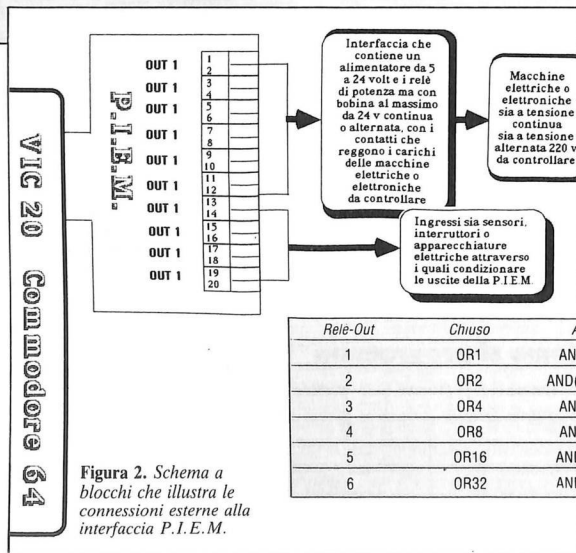 VIC 20 Commodore 64
P.I.E.M.
OUT 1
OUT 1
OUT 1
OUT 1
OUT 1
OUT 1
OUT 1
OUT 1
OUT 1
OUT 1
1
2
3
4
5
6
7
8
9
10
11
12
13
14
15
16
17
18
19
20
Interfaccia che
contiene un
alimentatore da 5
a 24 volt e i relè
di potenza ma con
bobina al massimo
da 24 v continua
o alternata, con i
contatti che
reggono i carichi
delle macchine
elettriche o
elettroniche
da controllare
Macchine
elettriche o
elettroniche
sia a tensione
continua
sia a tensione
alternata 220 v
da controllare
Ingressi sia sensori,
interruttori o
apparecchiature
elettriche attraverso
i quali condizionare
le uscite della P.I.E.M.
Relè-Out Chiuso A
1 OR1 AN
2 OR2 AND(
3 OR4 AN
4 OR8 AN
5 OR16 AN
6 OR32 AN
Figura 2. Schema a
blocchi che illustra le
connessioni esterne alla
interfaccia P.I.E.M.